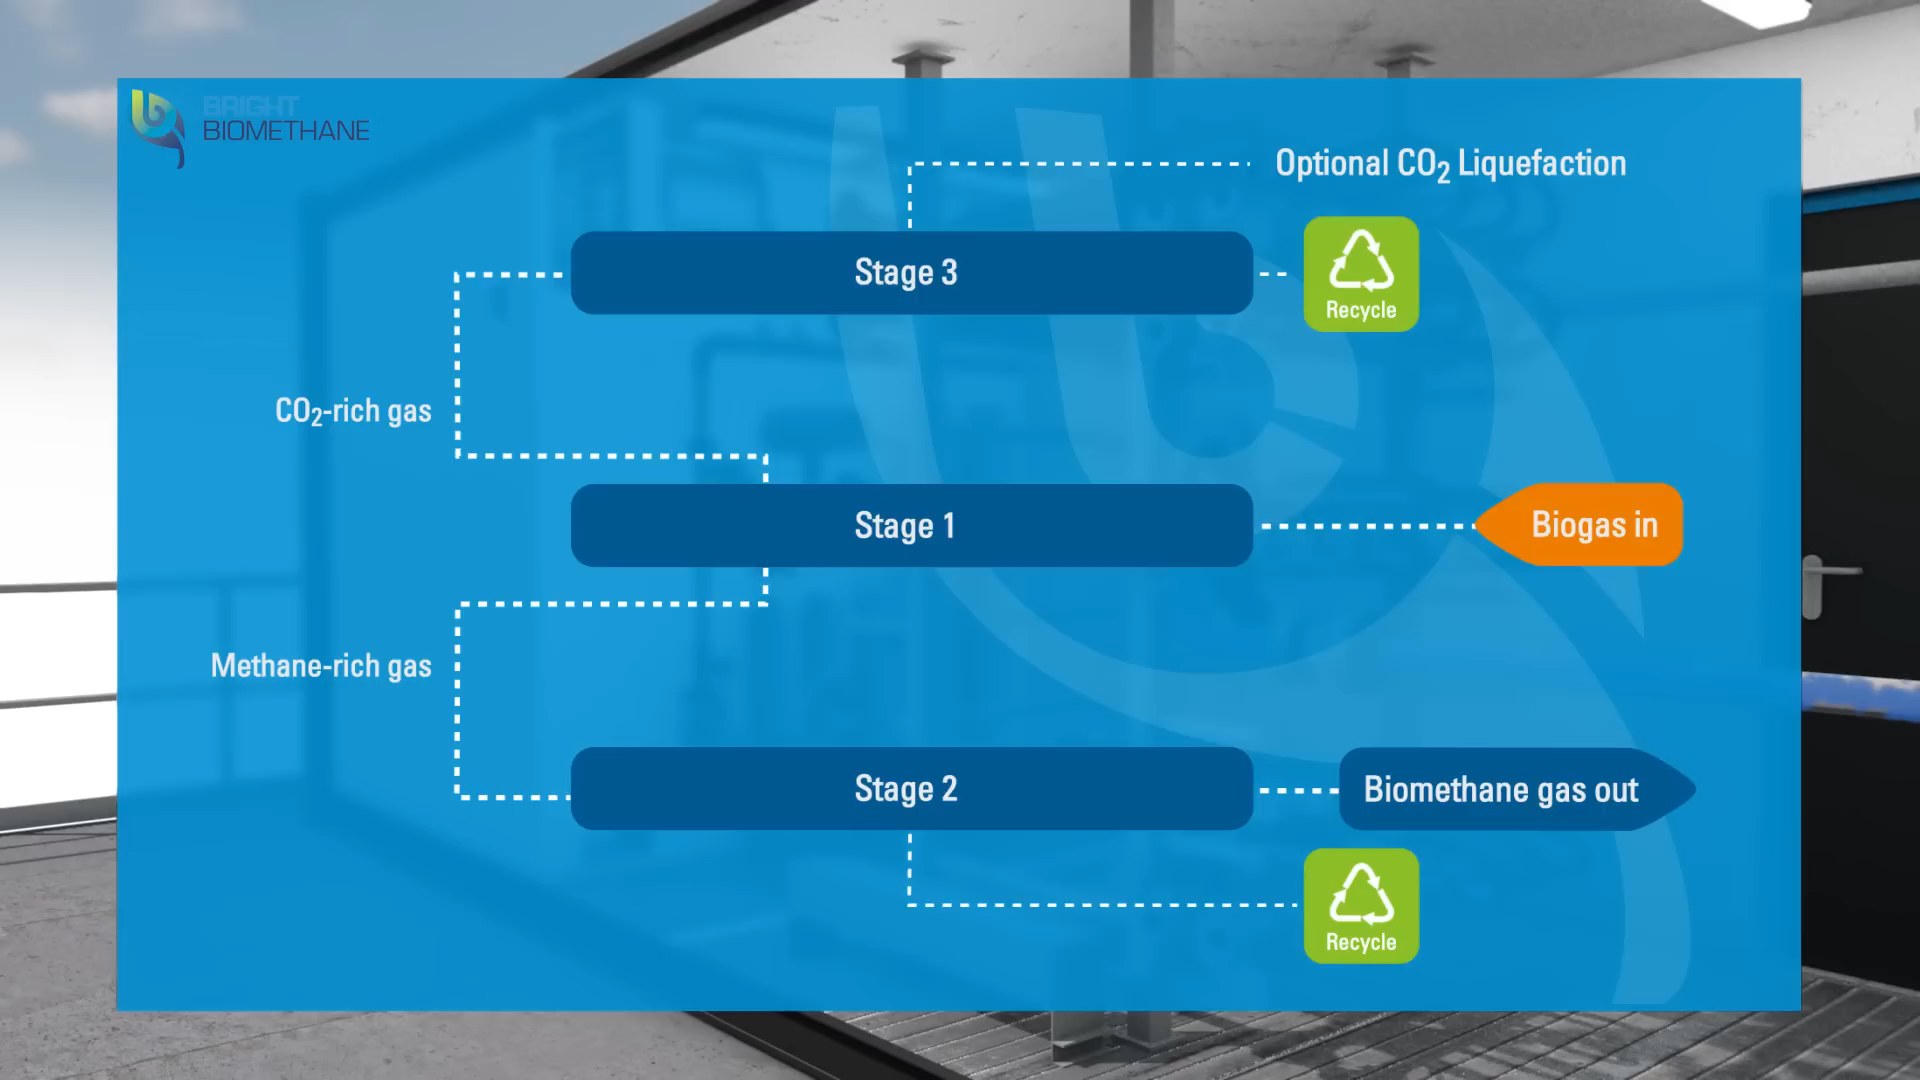 BRIGHT
BIOMETHANE
Optional CO₂ Liquefaction
Stage 3
Recycle
CO₂-rich gas
Stage 1
Biogas in
Methane-rich gas
Stage 2
Biomethane gas out
Recycle